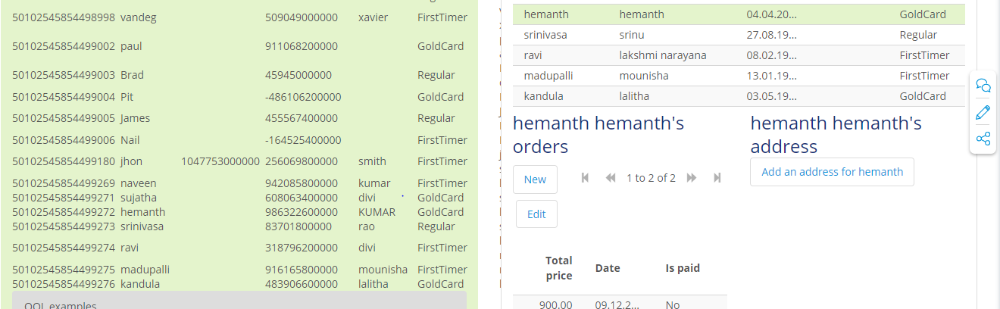 50102545854498998 vandeg 509049000000 xavier FirstTimer
50102545854499002 paul 911068200000 GoldCard
50102545854499003 Brad 45945000000 Regular
50102545854499004 Pit -486106200000 GoldCard
50102545854499005 James 455567400000 Regular
50102545854499006 Nail -164525400000 FirstTimer
50102545854499180 jhon 1047753000000 256069800000 smith FirstTimer
50102545854499269 naveen 942085800000 kumar FirstTimer
50102545854499271 sujatha 608063400000 divi GoldCard
50102545854499272 hemanth 986322600000 KUMAR GoldCard
50102545854499273 srinivasa 83701800000 rao Regular
50102545854499274 ravi 318796200000 divi FirstTimer
50102545854499275 madupalli 916165800000 mounisha FirstTimer
50102545854499276 kandula 483906600000 lalitha GoldCard
OQL examples
hemanth hemanth 04.04.20... GoldCard
srinivasa srinu 27.08.19... Regular
ravi lakshmi narayana 08.02.19... FirstTimer
madupalli mounisha 13.01.19... FirstTimer
kandula lalitha 03.05.19... GoldCard
hemanth hemanth's
orders
New 1 to 2 of 2
Edit
Total
price Date Is paid
900.00 09.12.2... No
hemanth hemanth's
address
Add an address for hemanth